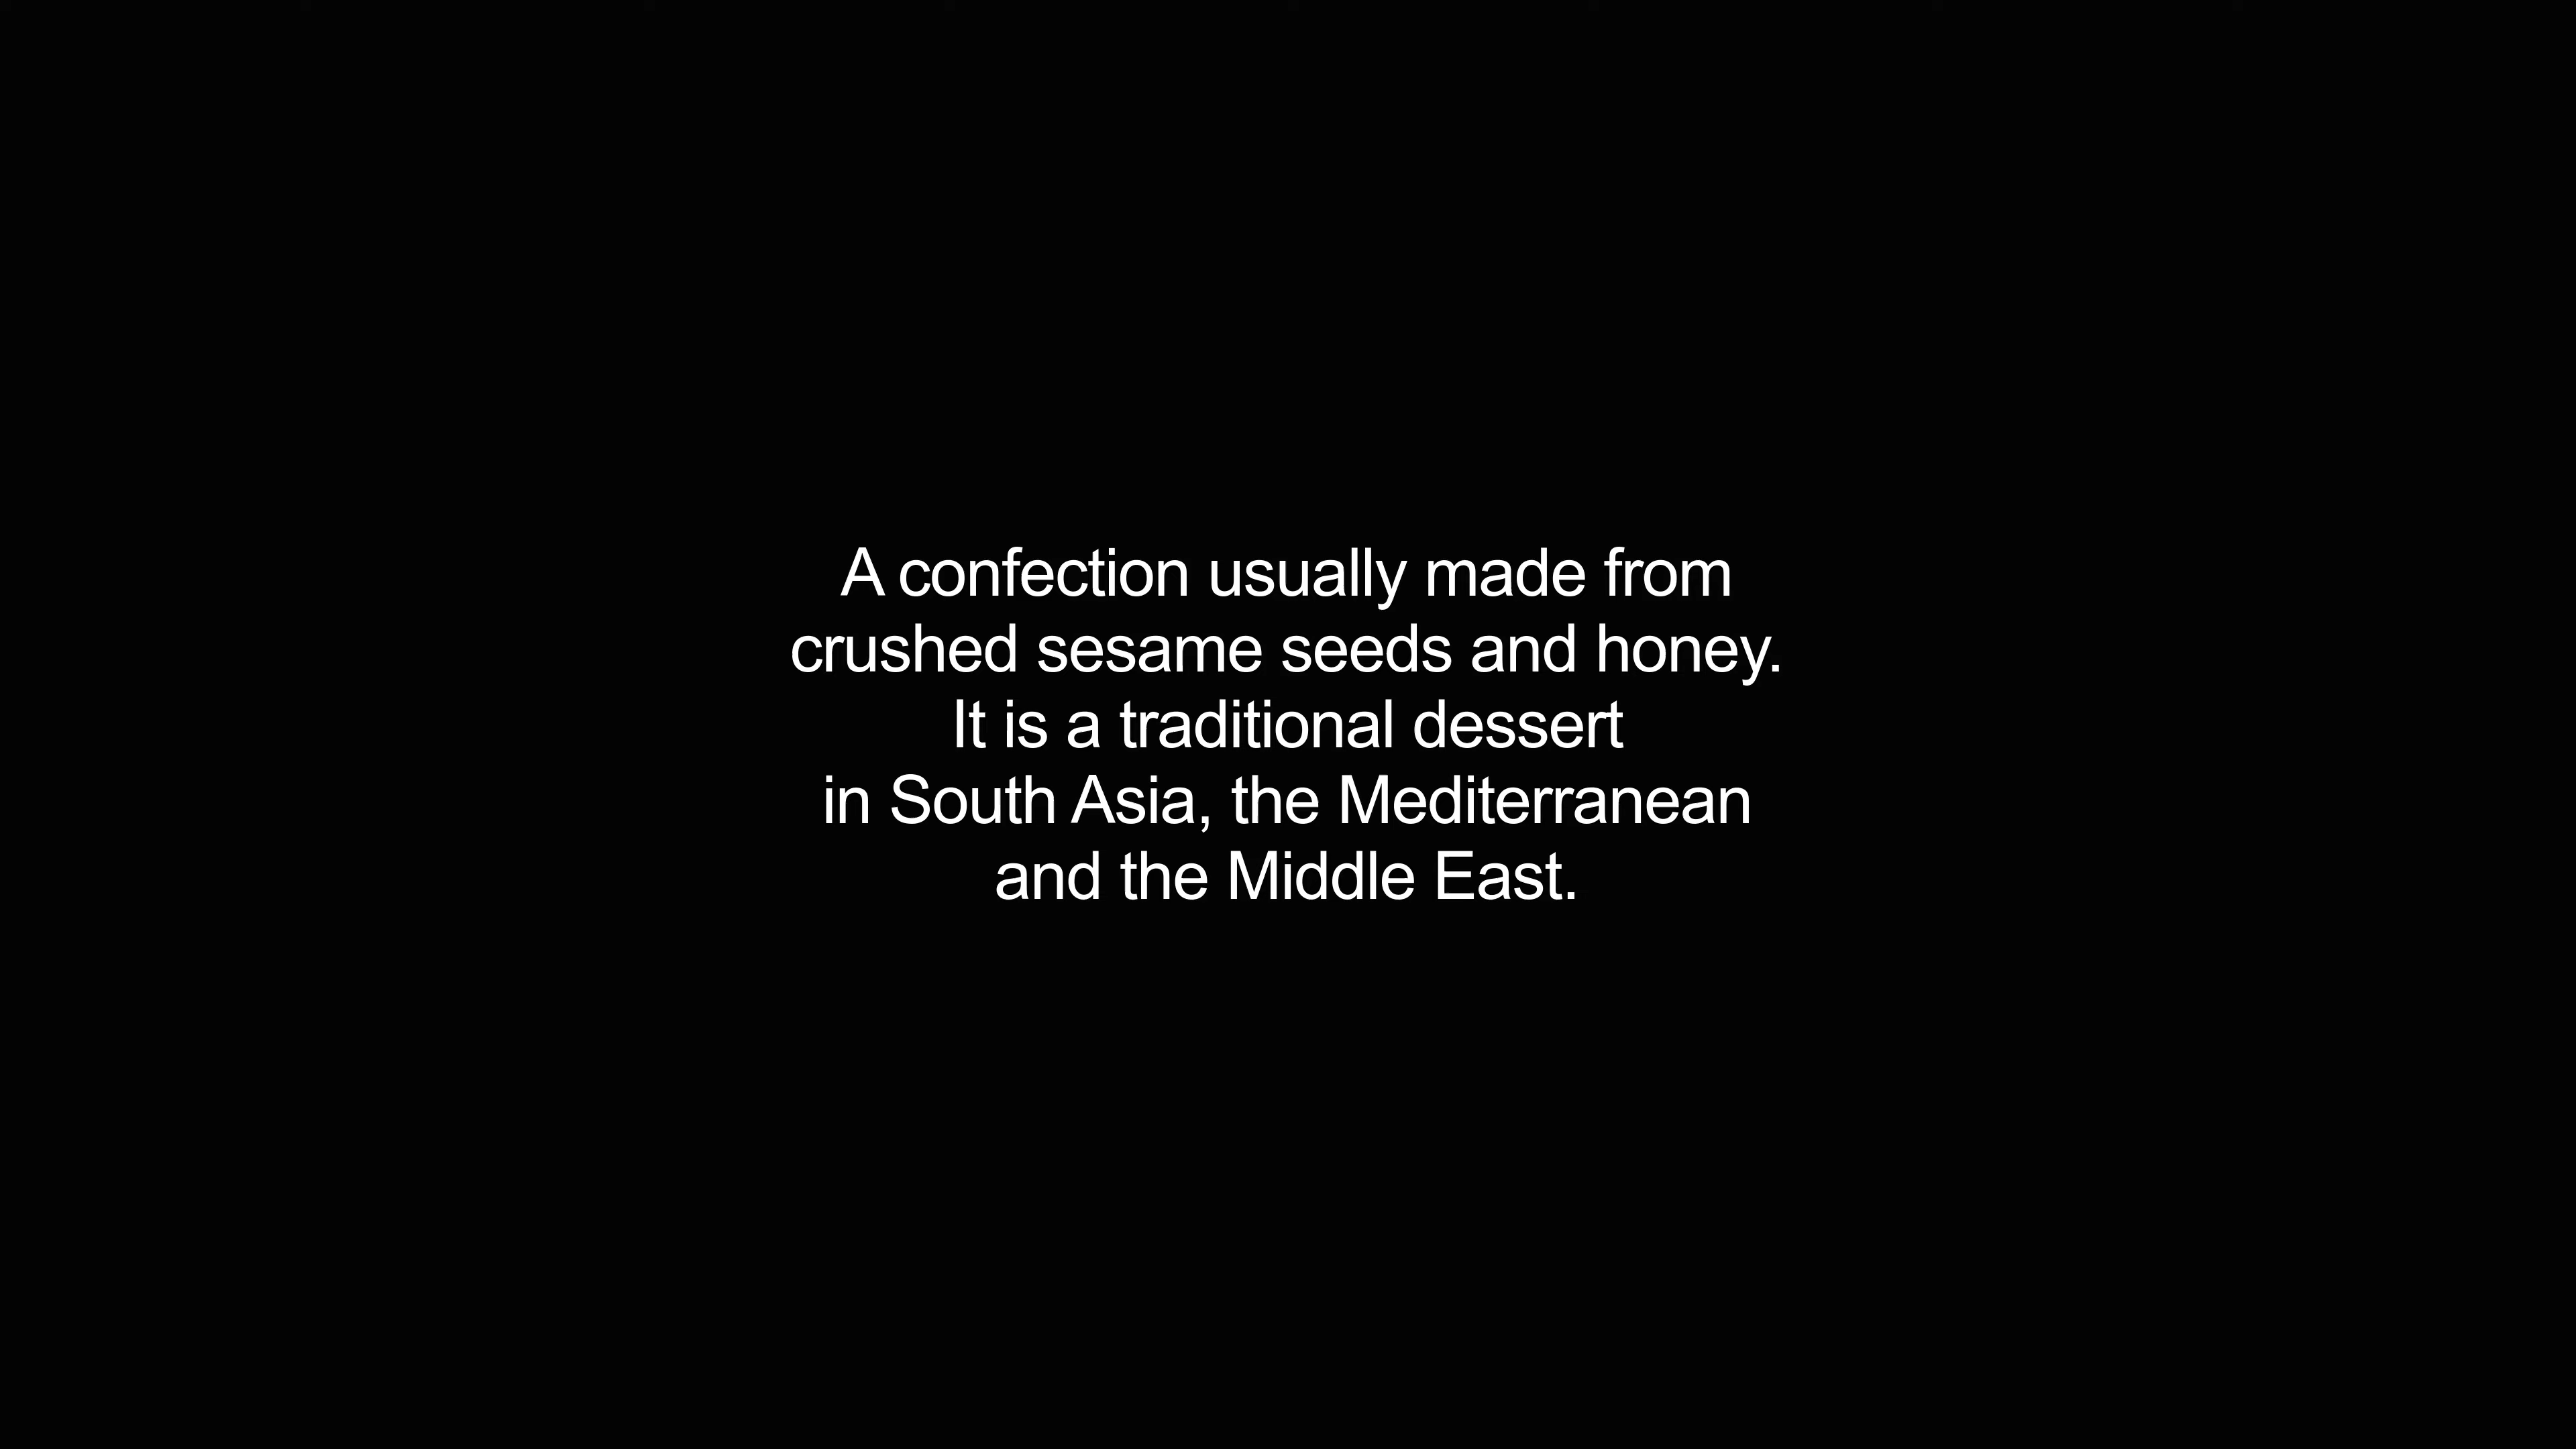 A confection usually made from
crushed sesame seeds and honey.
It is a traditional dessert
in South Asia, the Mediterranean
and the Middle East.